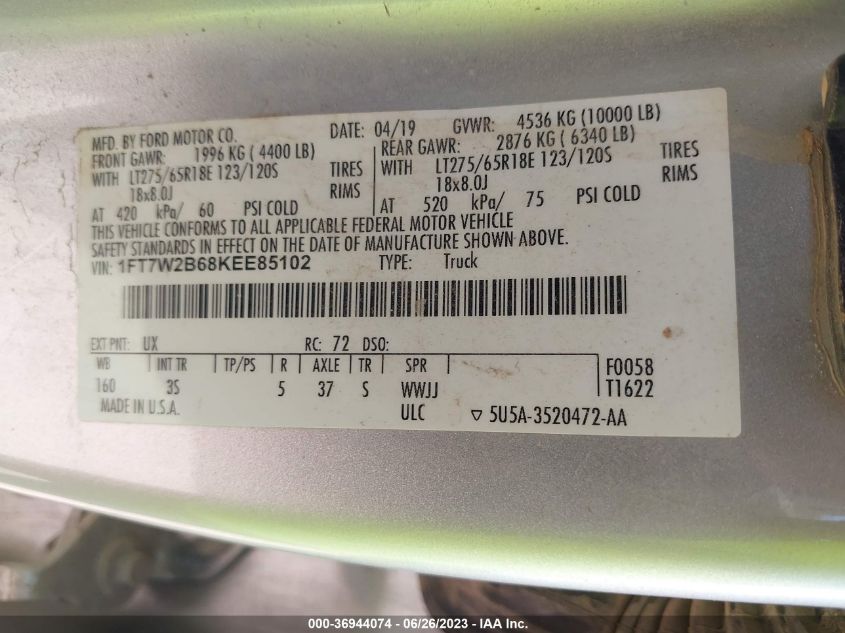 MFD. BY FORD MOTOR CO. DATE: 04/19 GVWR: 4536 KG (10000 LB)
FRONT GAWR: 1996 KG ( 4400 LB) REAR GAWR: 2876 KG ( 6340 LB)
WITH LT275/65R18E 123/120S TIRES WITH LT275/65R18E 123/120S TIRES
18x8.0J RIMS 18x8.0J RIMS
AT 420 kPa/ 60 PSI COLD AT 520 kPa/ 75 PSI COLD
THIS VEHICLE CONFORMS TO ALL APPLICABLE FEDERAL MOTOR VEHICLE
SAFETY STANDARDS IN EFFECT ON THE DATE OF MANUFACTURE SHOWN ABOVE.
VIN: 1FT7W2B68KEE85102 TYPE: Truck
EXT PNT: UX RC: 72 DSO:
WB INT TR TP/PS R AXLE TR SPR F0058
160 3S 5 37 S WWJJ T1622
MADE IN U.S.A. ULC ▽ 5U5A-3520472-AA
000-36944074 / 06/26/2023 - IAA Inc.